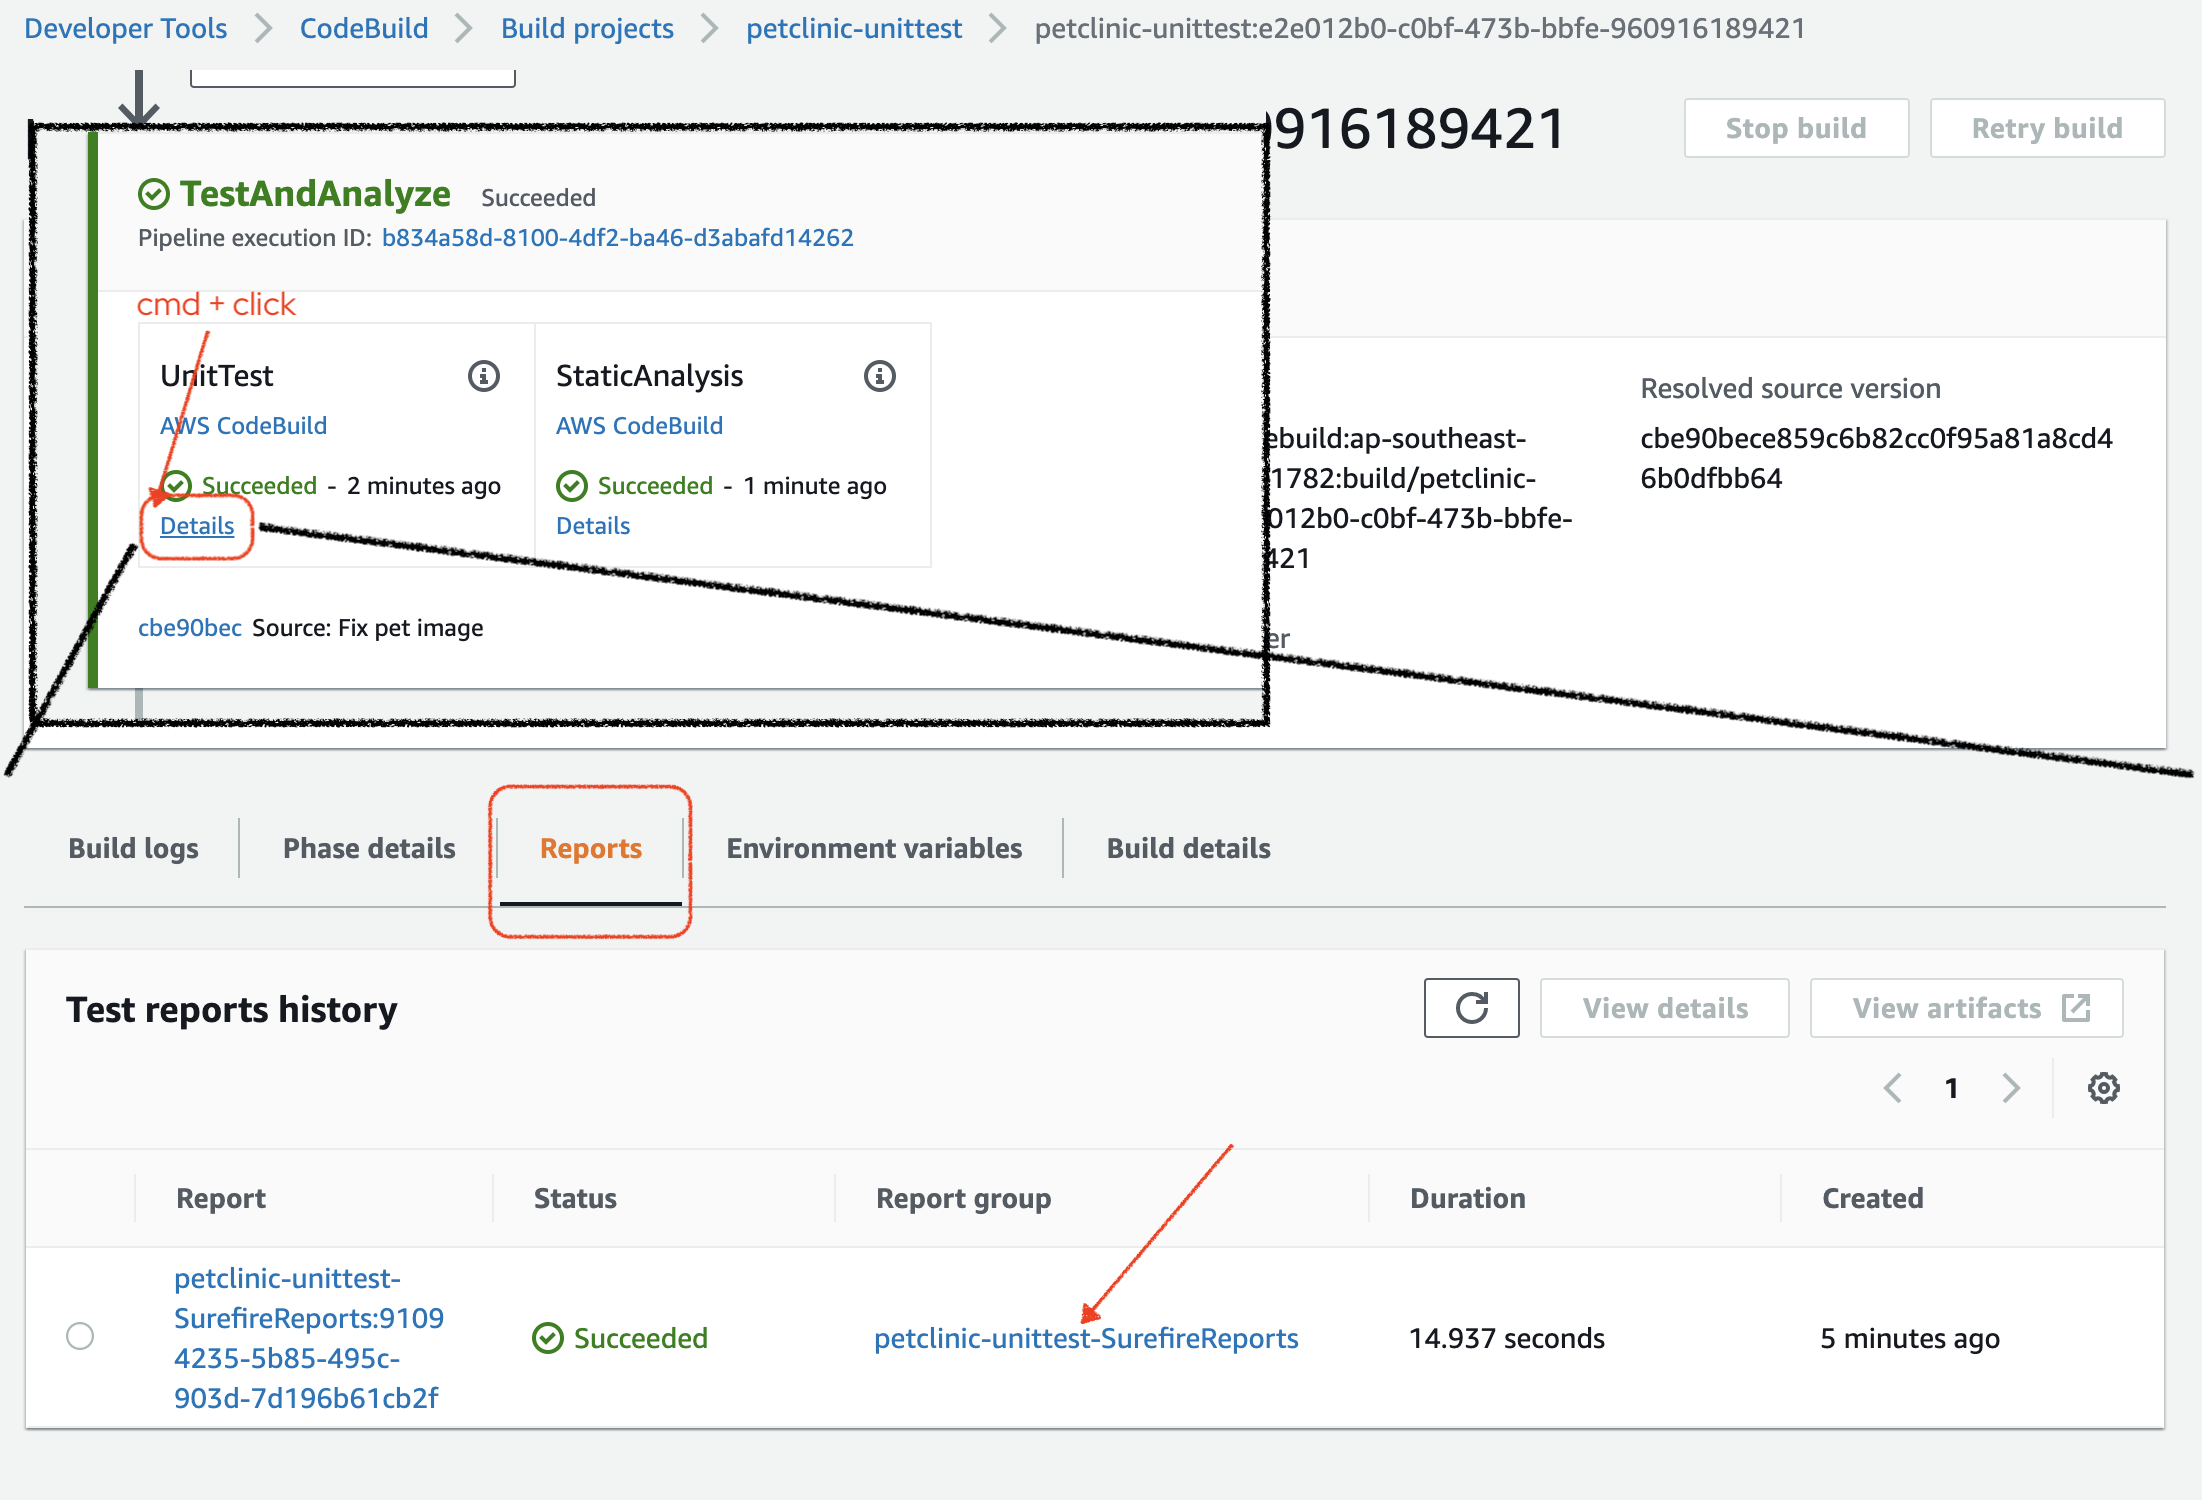 Developer Tools > CodeBuild > Build projects > petclinic-unittest > petclinic-unittest:e2e012b0-c0bf-473b-bbfe-960916189421
916189421
Stop build
Retry build
TestAndAnalyze Succeeded
Pipeline execution ID: b834a58d-8100-4df2-ba46-d3abafd14262
cmd + click
UnitTest
AWS CodeBuild
Succeeded - 2 minutes ago
Details
StaticAnalysis
AWS CodeBuild
Succeeded - 1 minute ago
Details
cbe90bec Source: Fix pet image
ebuild:ap-southeast-
1782:build/petclinic-
012b0-c0bf-473b-bbfe-
421
er
Resolved source version
cbe90bece859c6b82cc0f95a81a8cd4
6b0dfbb64
Build logs
Phase details
Reports
Environment variables
Build details
Test reports history
View details
View artifacts
1
Report
Status
Report group
Duration
Created
petclinic-unittest-
SurefireReports:9109
4235-5b85-495c-
903d-7d196b61cb2f
Succeeded
petclinic-unittest-SurefireReports
14.937 seconds
5 minutes ago